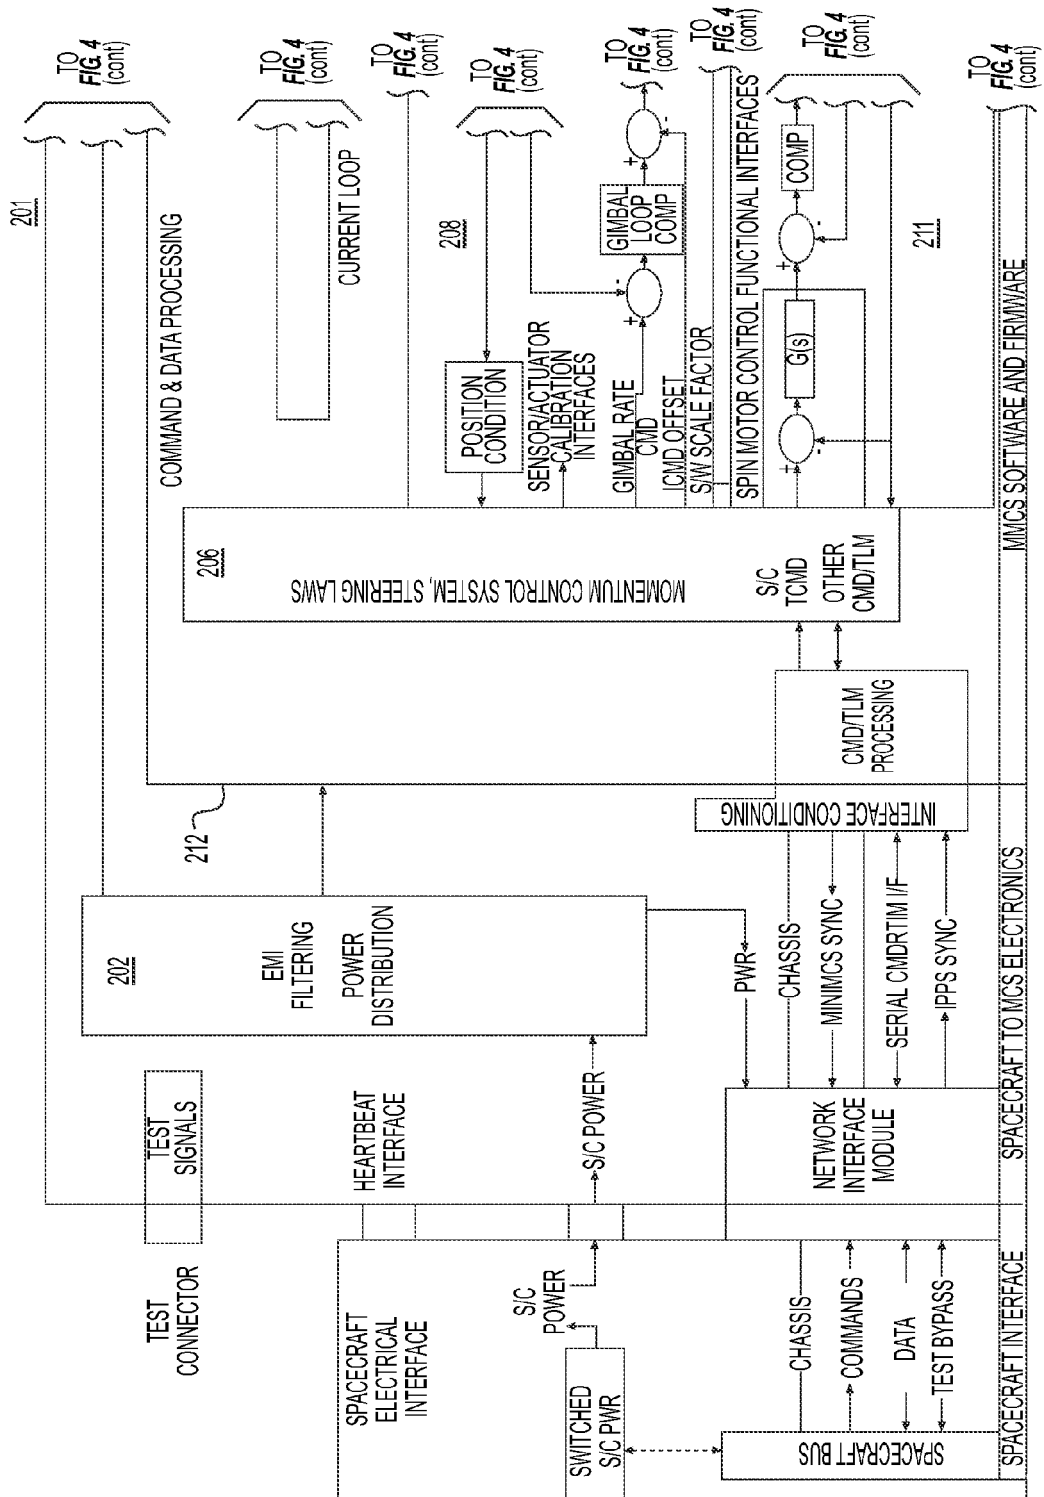 201
TO
FIG. 4
(cont)
TO
FIG. 4
(cont)
TO
FIG. 4
(cont)
TO
FIG. 4
(cont)
TO
FIG. 4
(cont)
TO
FIG. 4
(cont)
TO
FIG. 4
(cont)
TO
FIG. 4
(cont)
COMMAND & DATA PROCESSING
CURRENT LOOP
208
POSITION
CONDITION
SENSOR/ACTUATOR
CALIBRATION
INTERFACES
GIMBAL
LOOP
COMP
+
-
+
-
GIMBAL RATE
CMD
ICMD OFFSET
S/W SCALE FACTOR
SPIN MOTOR CONTROL FUNCTIONAL INTERFACES
COMP
G(s)
+
-
+
-
211
MMCS SOFTWARE AND FIRMWARE
206
MOMENTUM CONTROL SYSTEM, STEERING LAWS
S/C
TCMD
OTHER
CMD/TLM
CMD/TLM
PROCESSING
INTERFACE CONDITIONING
212
202
EMI
FILTERING
POWER
DISTRIBUTION
PWR
CHASSIS
MINIMCS SYNC
SERIAL CMDRTIM I/F
IPPS SYNC
SPACECRAFT TO MCS ELECTRONICS
TEST
SIGNALS
HEARTBEAT
INTERFACE
S/C POWER
NETWORK
INTERFACE
MODULE
TEST
CONNECTOR
SPACECRAFT
ELECTRICAL
INTERFACE
S/C
POWER
SWITCHED
S/C PWR
CHASSIS
COMMANDS
DATA
TEST BYPASS
SPACECRAFT BUS
SPACECRAFT INTERFACE